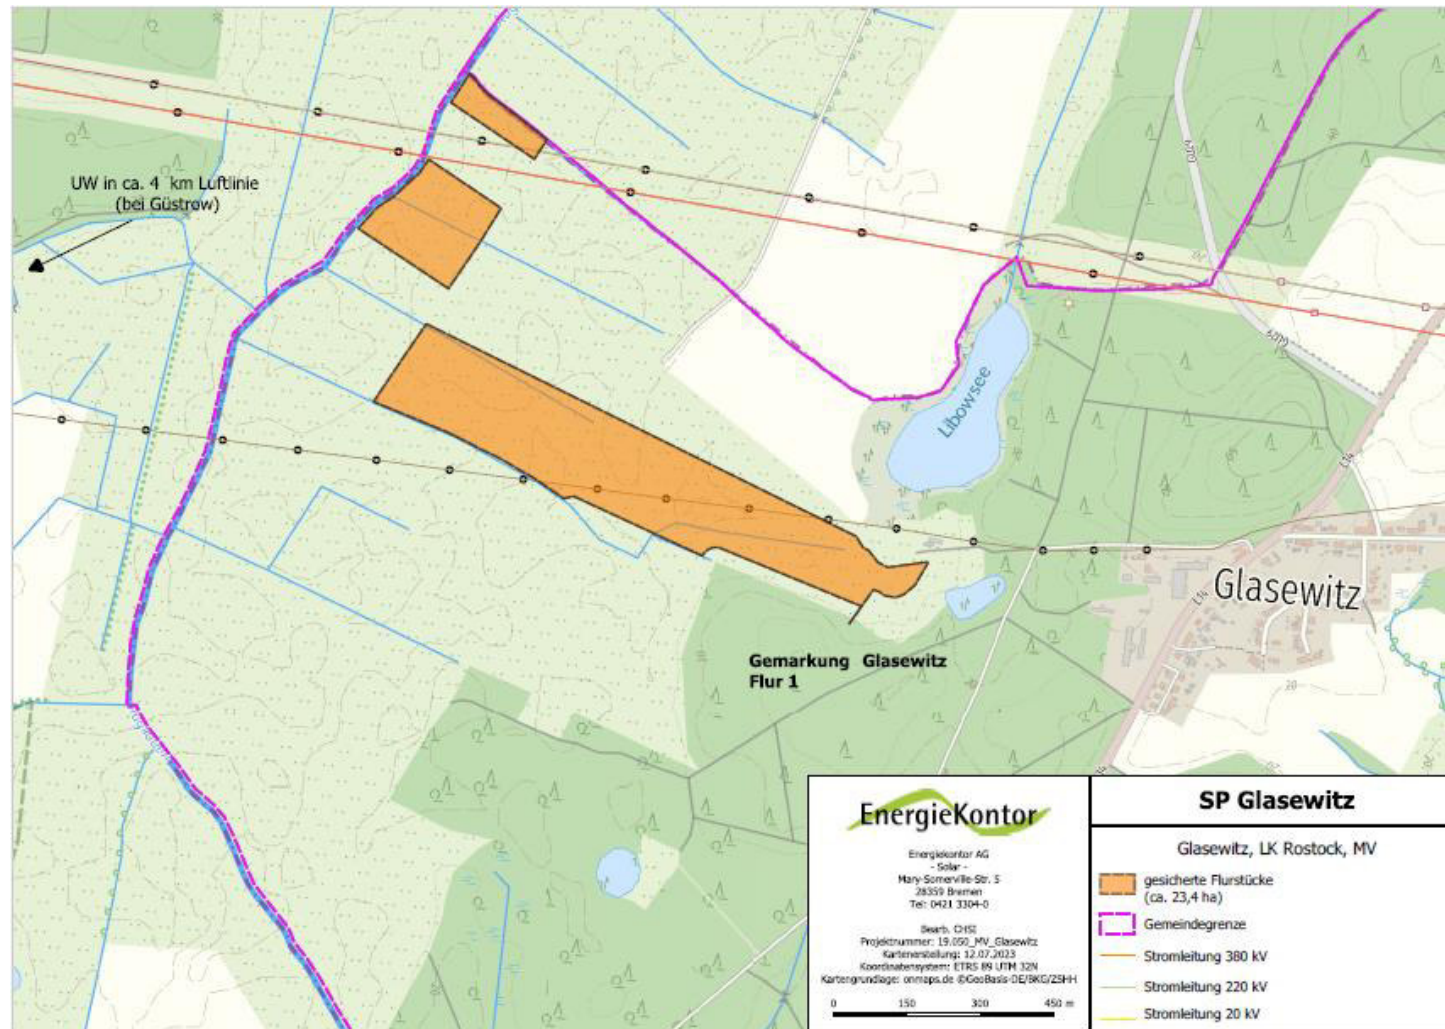 UW in ca. 4 km Luftlinie
(bei Güstrow)
Libowsee
L14
L14
Glasewitz
20
Gemarkung Glasewitz
Flur 1
EnergieKontor
Energiekontor AG
- Solar -
Mary-Somerville-Str. 5
28359 Bremen
Tel: 0421 3304-0
Bearb. CHSI
Projektnummer: 19.050_MV_Glasewitz
Kartenerstellung: 12.07.2023
Koordinatensystem: ETRS 89 UTM 32N
Kartengrundlage: onmaps.de ©GeoBasis-DE/BKG/ZSHH
0 150 300 450 m
SP Glasewitz
Glasewitz, LK Rostock, MV
gesicherte Flurstücke
(ca. 23,4 ha)
Gemeindegrenze
Stromleitung 380 kV
Stromleitung 220 kV
Stromleitung 20 kV